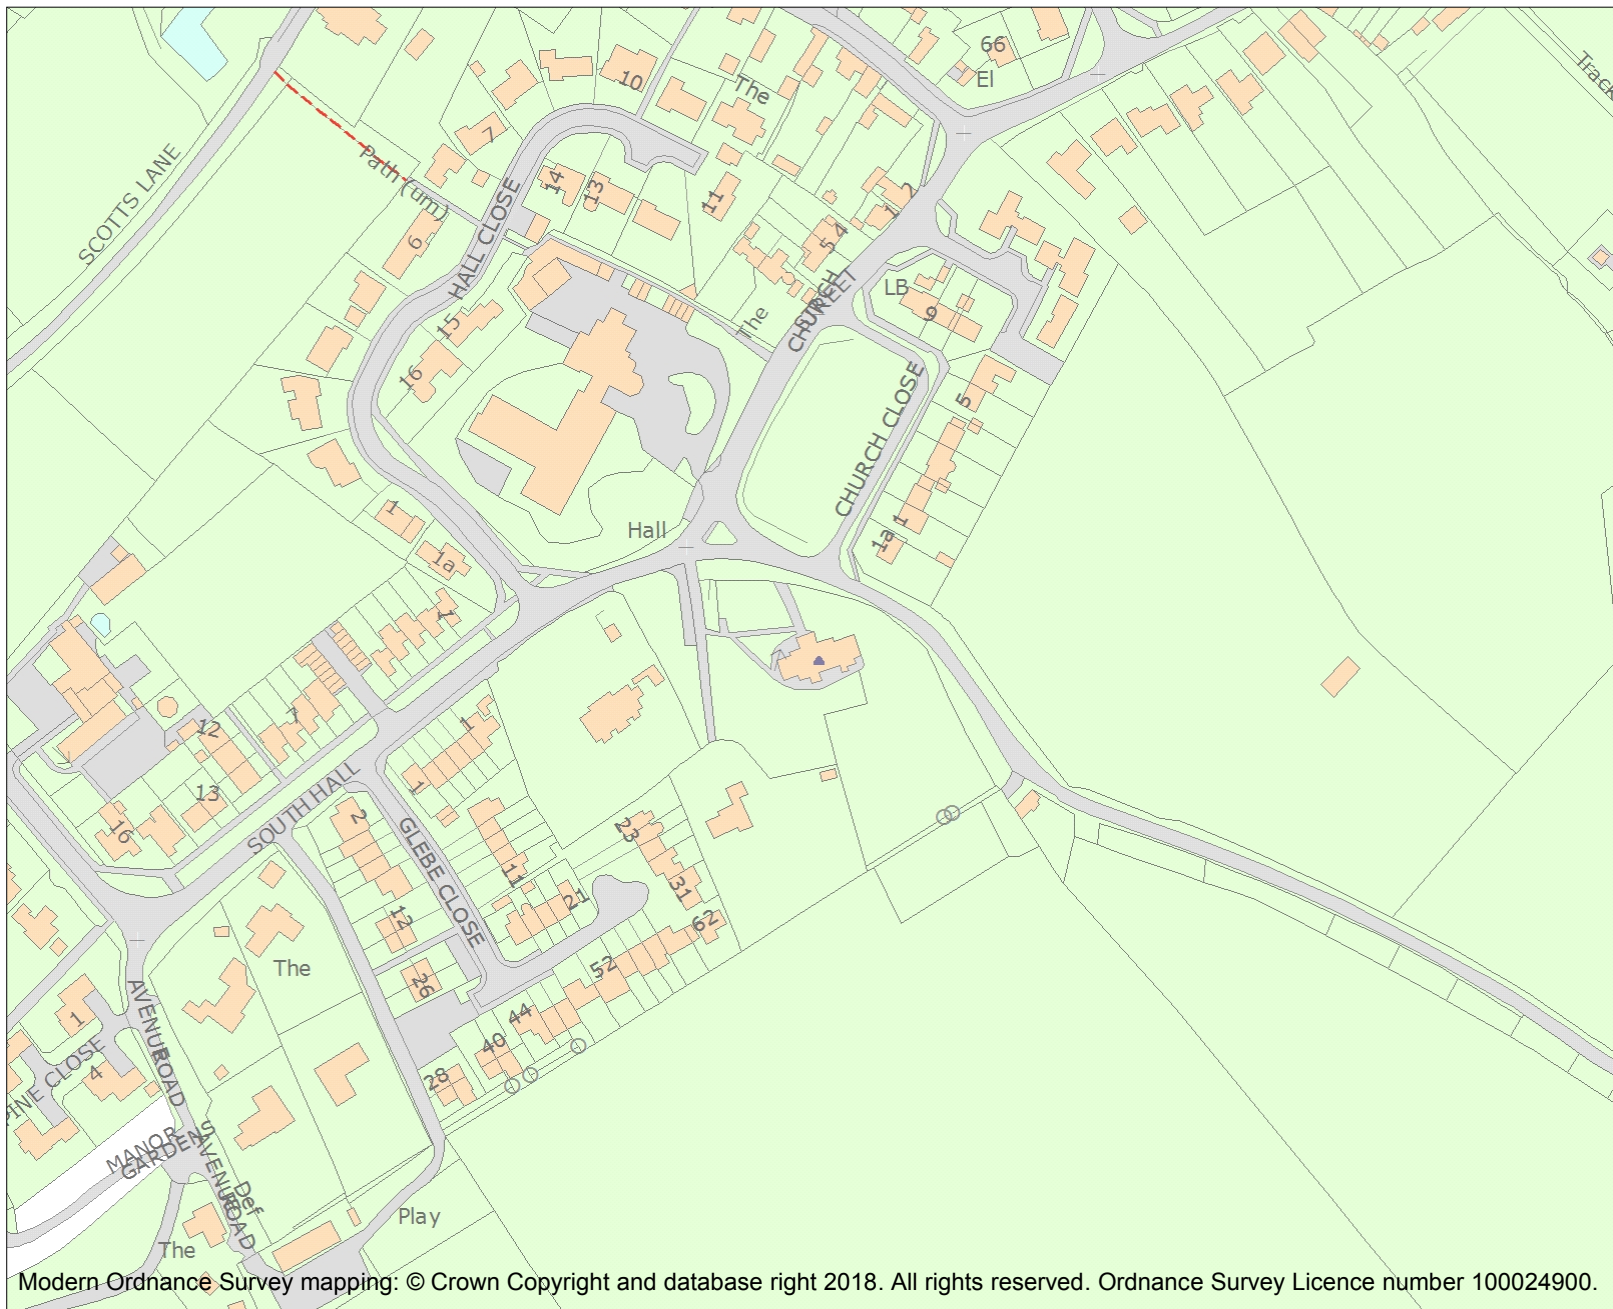 66
El
Track
10
The
7
SCOTTS LANE
Path (um)
14
13
11
1 2
HALL CLOSE
6
5 4
LB
CHURCH
STREET
9
The
15
16
CHURCH CLOSE
5
1
Hall
1a 1
1a
1
12
7
1
13
16
SOUTH HALL
1
2
GLEBE CLOSE
23
11
21
31
62
12
The
26
52
AVENUE
ROAD
1
44
40
PINE CLOSE
4
28
MANOR
GARDENS
S AVENUE
ROAD
Def
Play
The
Modern Ordnance Survey mapping: © Crown Copyright and database right 2018. All rights reserved. Ordnance Survey Licence number 100024900.